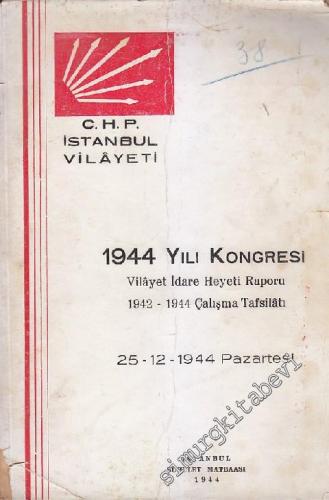 38
C.H.P.
İSTANBUL
VİLÂYETİ
1944 YILI KONGRESİ
Vilâyet İdare Heyeti Raporu
1942 - 1944 Çalışma Tafsilâtı
25-12-1944 Pazartesi
İSTANBUL
MATBAASI
1944
simurgkitabevi